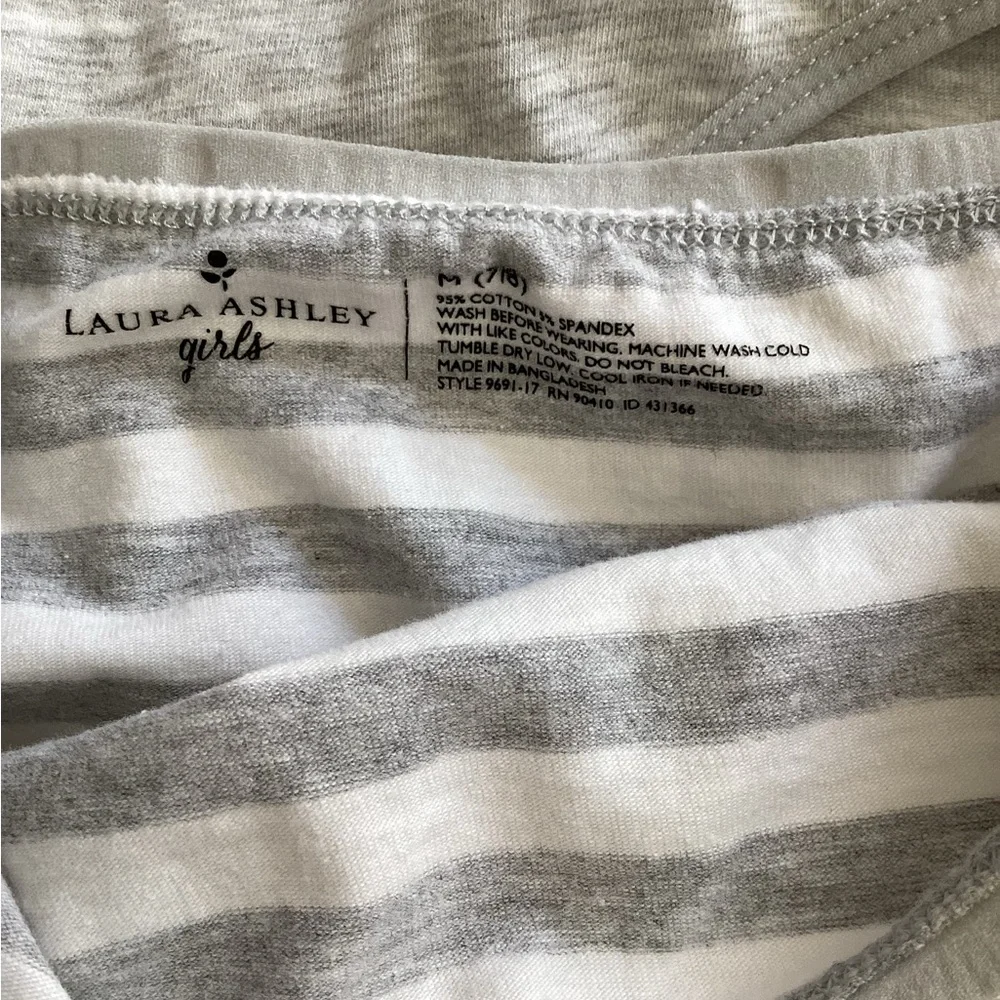 LAURA ASHLEY
girls
M (7/8)
95% COTTON 5% SPANDEX
WASH BEFORE WEARING. MACHINE WASH COLD
WITH LIKE COLORS. DO NOT BLEACH.
TUMBLE DRY LOW. COOL IRON IF NEEDED.
MADE IN BANGLADESH
STYLE 9691-17 RN 90410 ID 431366